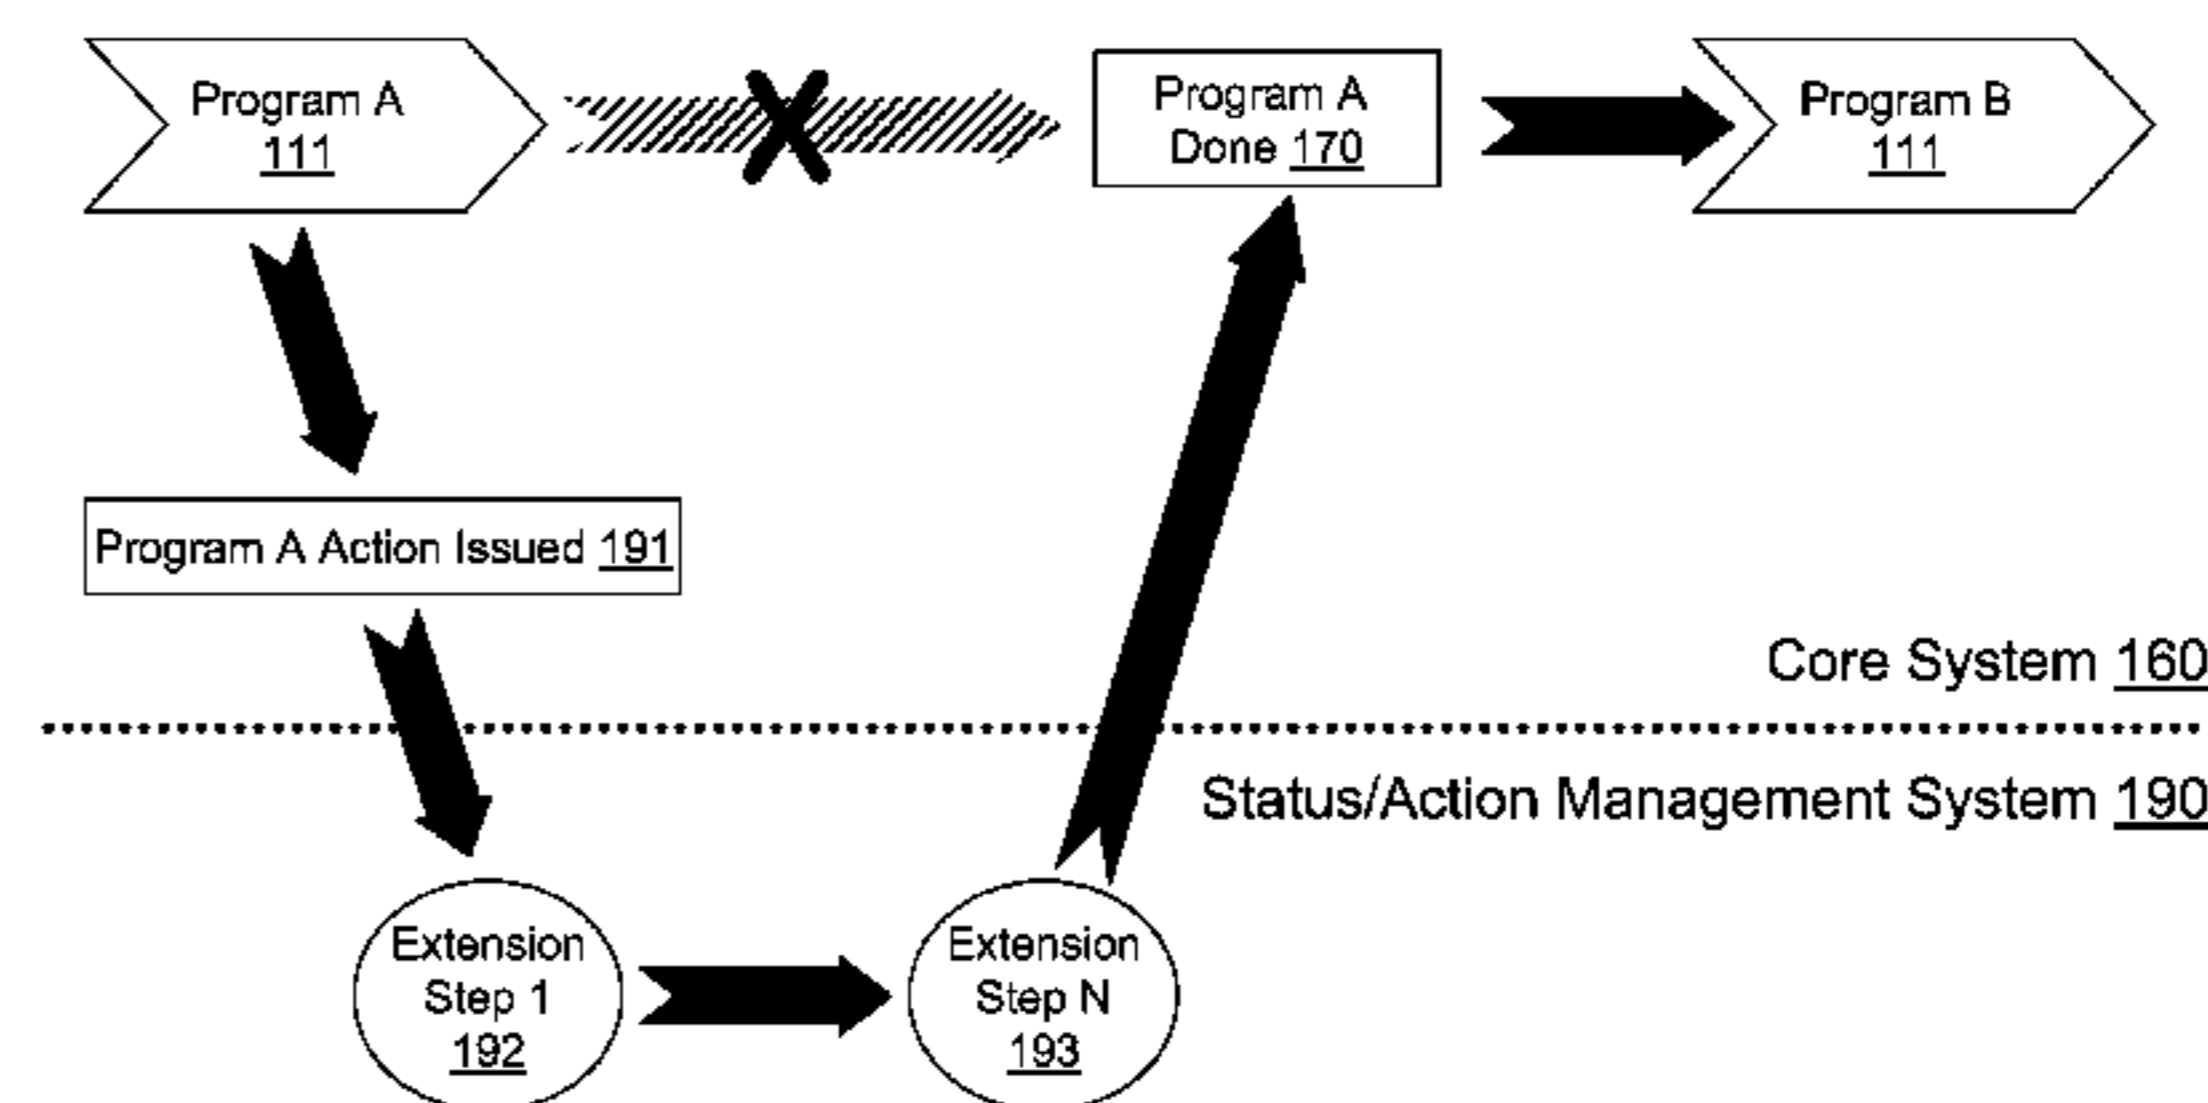 Program A
111
Program A
Done 170
Program B
111
Program A Action Issued 191
Core System 160
Status/Action Management System 190
Extension
Step 1
192
Extension
Step N
193